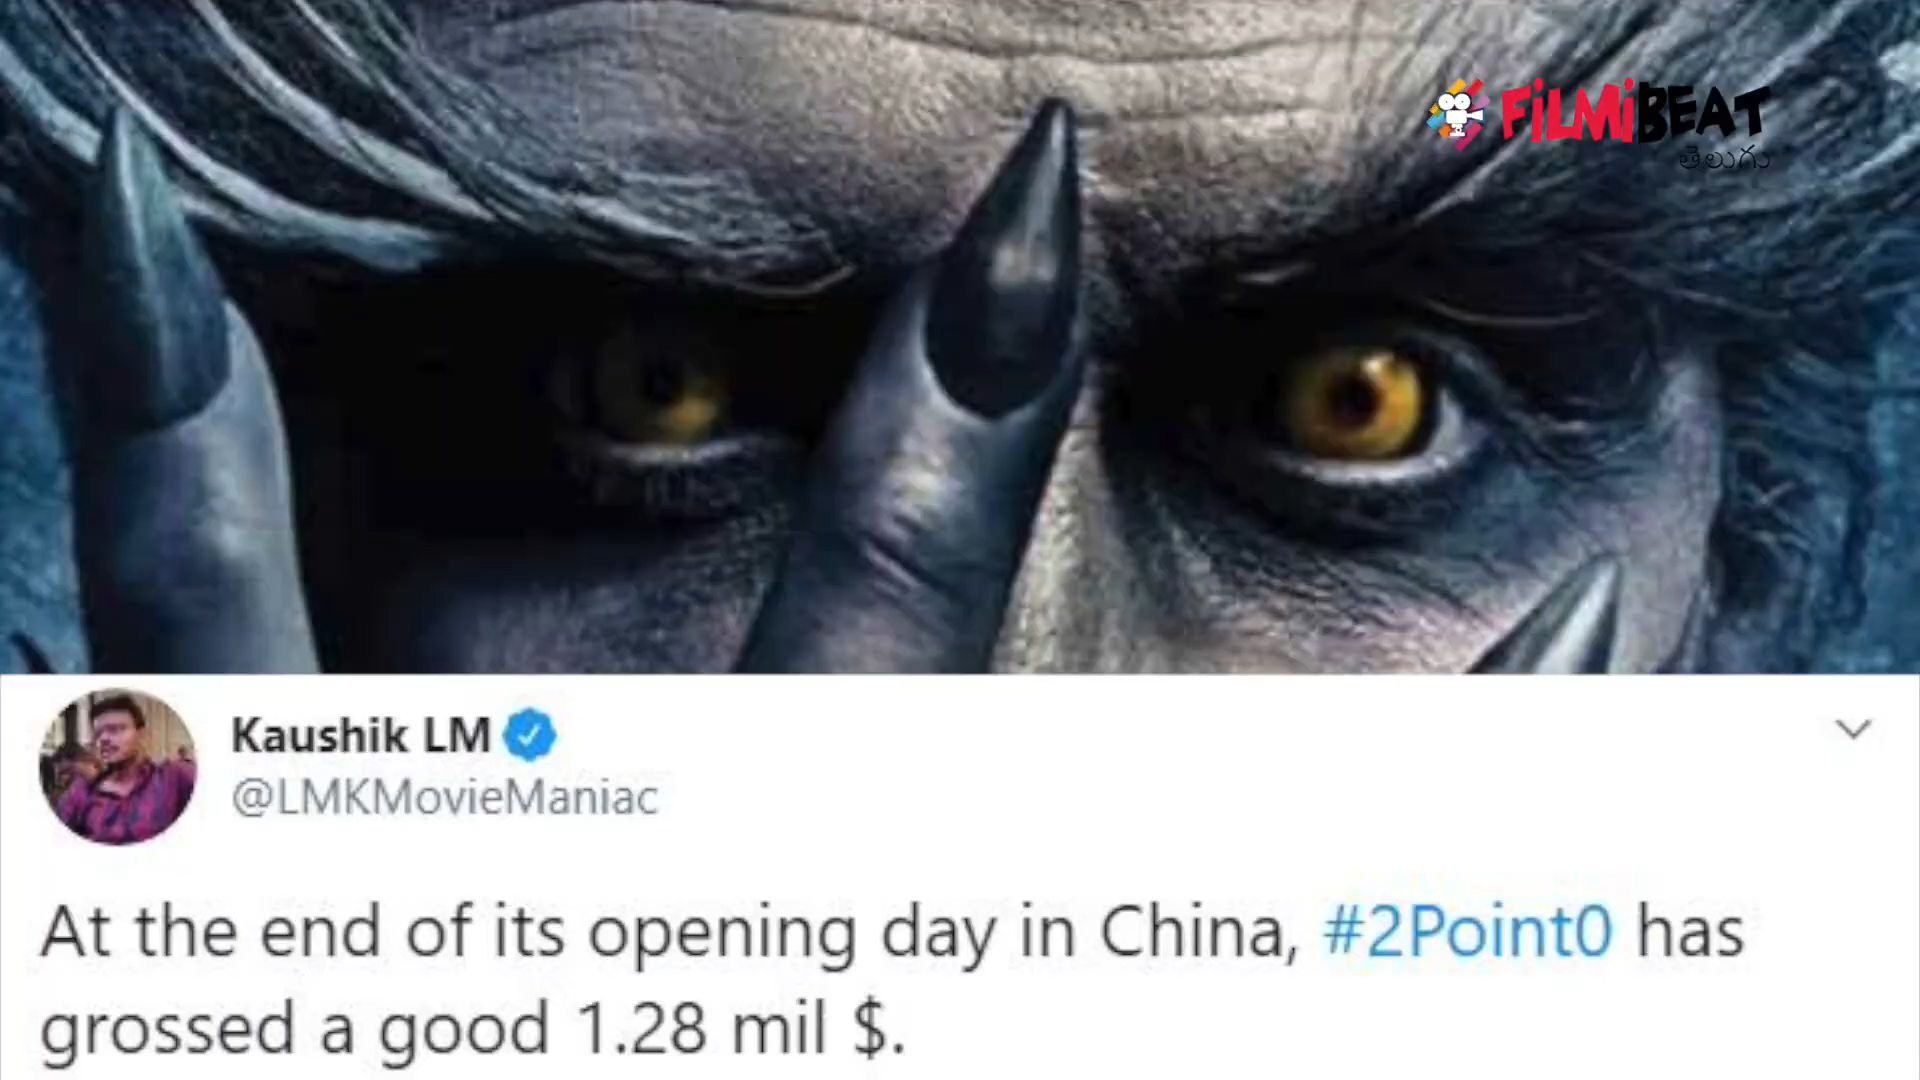 FiLMiBEAT
తెలుగు
Kaushik LM
@LMKMovieManiac
At the end of its opening day in China, #2Point0 has
grossed a good 1.28 mil $.